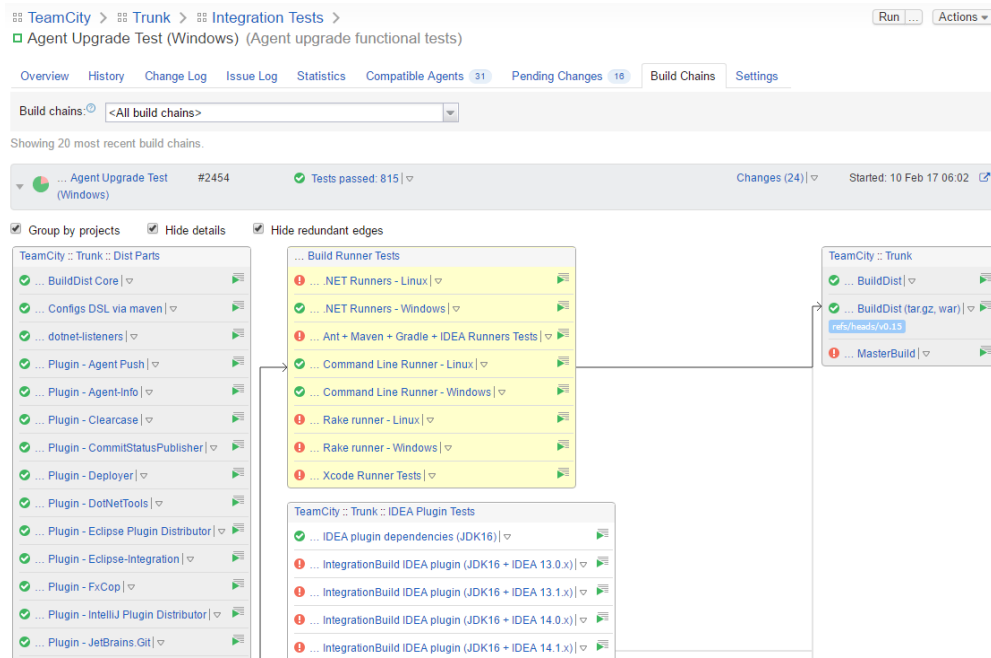 TeamCity > Trunk > Integration Tests >
Run ... Actions
Agent Upgrade Test (Windows) (Agent upgrade functional tests)
Overview History Change Log Issue Log Statistics Compatible Agents 31 Pending Changes 16 Build Chains Settings
Build chains:? <All build chains>
Showing 20 most recent build chains.
... Agent Upgrade Test #2454 Tests passed: 815 Changes (24) Started: 10 Feb 17 06:02
(Windows)
Group by projects Hide details Hide redundant edges
TeamCity :: Trunk :: Dist Parts
... BuildDist Core
... Configs DSL via maven
... dotnet-listeners
... Plugin - Agent Push
... Plugin - Agent-Info
... Plugin - Clearcase
... Plugin - CommitStatusPublisher
... Plugin - Deployer
... Plugin - DotNetTools
... Plugin - Eclipse Plugin Distributor
... Plugin - Eclipse-Integration
... Plugin - FxCop
... Plugin - IntelliJ Plugin Distributor
... Plugin - JetBrains.Git
... Build Runner Tests
... .NET Runners - Linux
... .NET Runners - Windows
... Ant + Maven + Gradle + IDEA Runners Tests
... Command Line Runner - Linux
... Command Line Runner - Windows
... Rake runner - Linux
... Rake runner - Windows
... Xcode Runner Tests
TeamCity :: Trunk :: IDEA Plugin Tests
... IDEA plugin dependencies (JDK16)
... IntegrationBuild IDEA plugin (JDK16 + IDEA 13.0.x)
... IntegrationBuild IDEA plugin (JDK16 + IDEA 13.1.x)
... IntegrationBuild IDEA plugin (JDK16 + IDEA 14.0.x)
... IntegrationBuild IDEA plugin (JDK16 + IDEA 14.1.x)
TeamCity :: Trunk
... BuildDist
... BuildDist (tar.gz, war)
refs/heads/v0.15
... MasterBuild